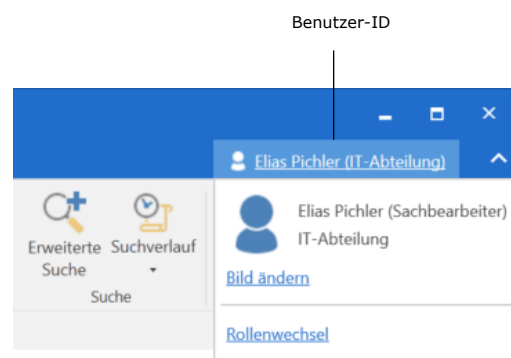 Benutzer-ID
Elias Pichler (IT-Abteilung)
Elias Pichler (Sachbearbeiter)
IT-Abteilung
Bild ändern
Rollenwechsel
Erweiterte Suche
Suchverlauf
Suche